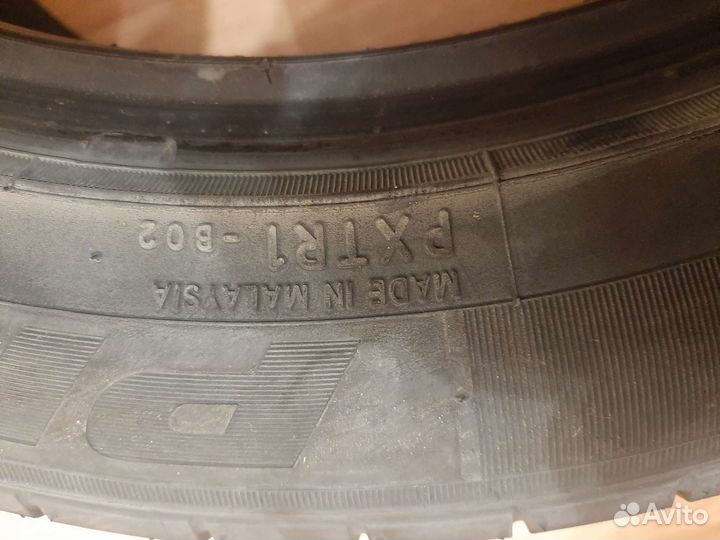 PXTR1 - B02
MADE IN MALAYSIA
Avito